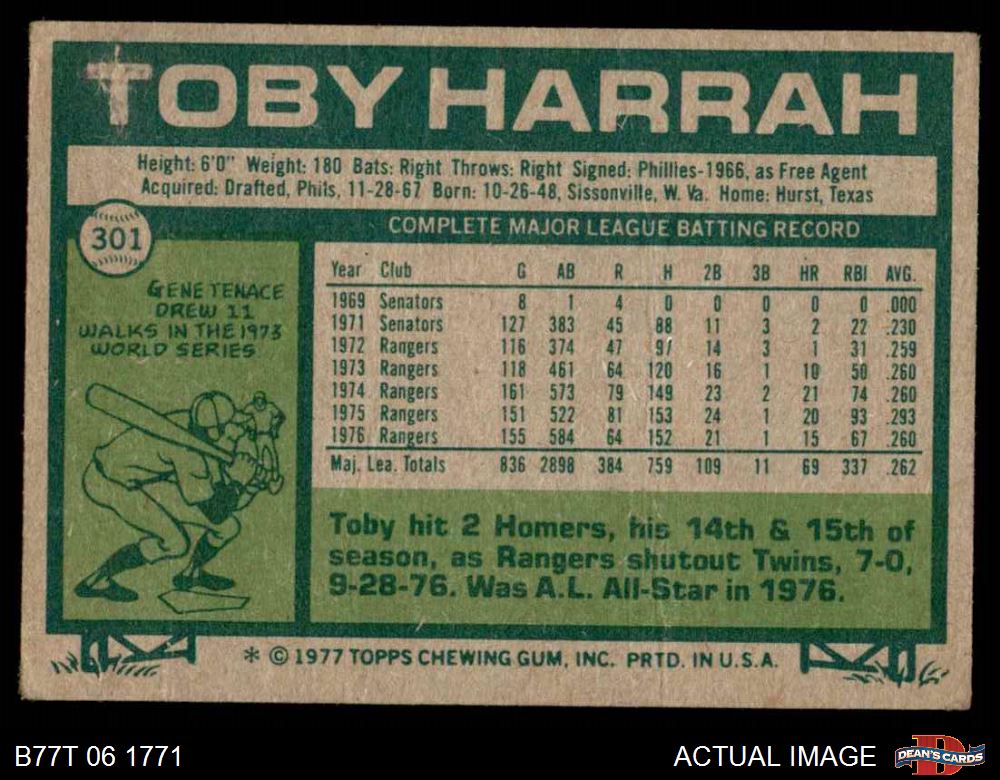 TOBY HARRAH
Height: 6'0" Weight: 180 Bats: Right Throws: Right Signed: Phillies-1966, as Free Agent
Acquired: Drafted, Phils, 11-28-67 Born: 10-26-48, Sissonville, W. Va. Home: Hurst, Texas
301
GENE TENACE
DREW 11
WALKS IN THE 1973
WORLD SERIES
COMPLETE MAJOR LEAGUE BATTING RECORD
Year Club G AB R H 2B 3B HR RBI AVG.
1969 Senators 8 1 4 0 0 0 0 0 .000
1971 Senators 127 383 45 88 11 3 2 22 .230
1972 Rangers 116 374 47 97 14 3 1 31 .259
1973 Rangers 118 461 64 120 16 1 10 50 .260
1974 Rangers 161 573 79 149 23 2 21 74 .260
1975 Rangers 151 522 81 153 24 1 20 93 .293
1976 Rangers 155 584 64 152 21 1 15 67 .260
Maj. Lea. Totals 836 2898 384 759 109 11 69 337 .262
Toby hit 2 Homers, his 14th & 15th of
season, as Rangers shutout Twins, 7-0,
9-28-76. Was A.L. All-Star in 1976.
* © 1977 TOPPS CHEWING GUM, INC. PRTD. IN U.S.A.
B77T 06 1771
ACTUAL IMAGE
D
DEAN'S CARDS